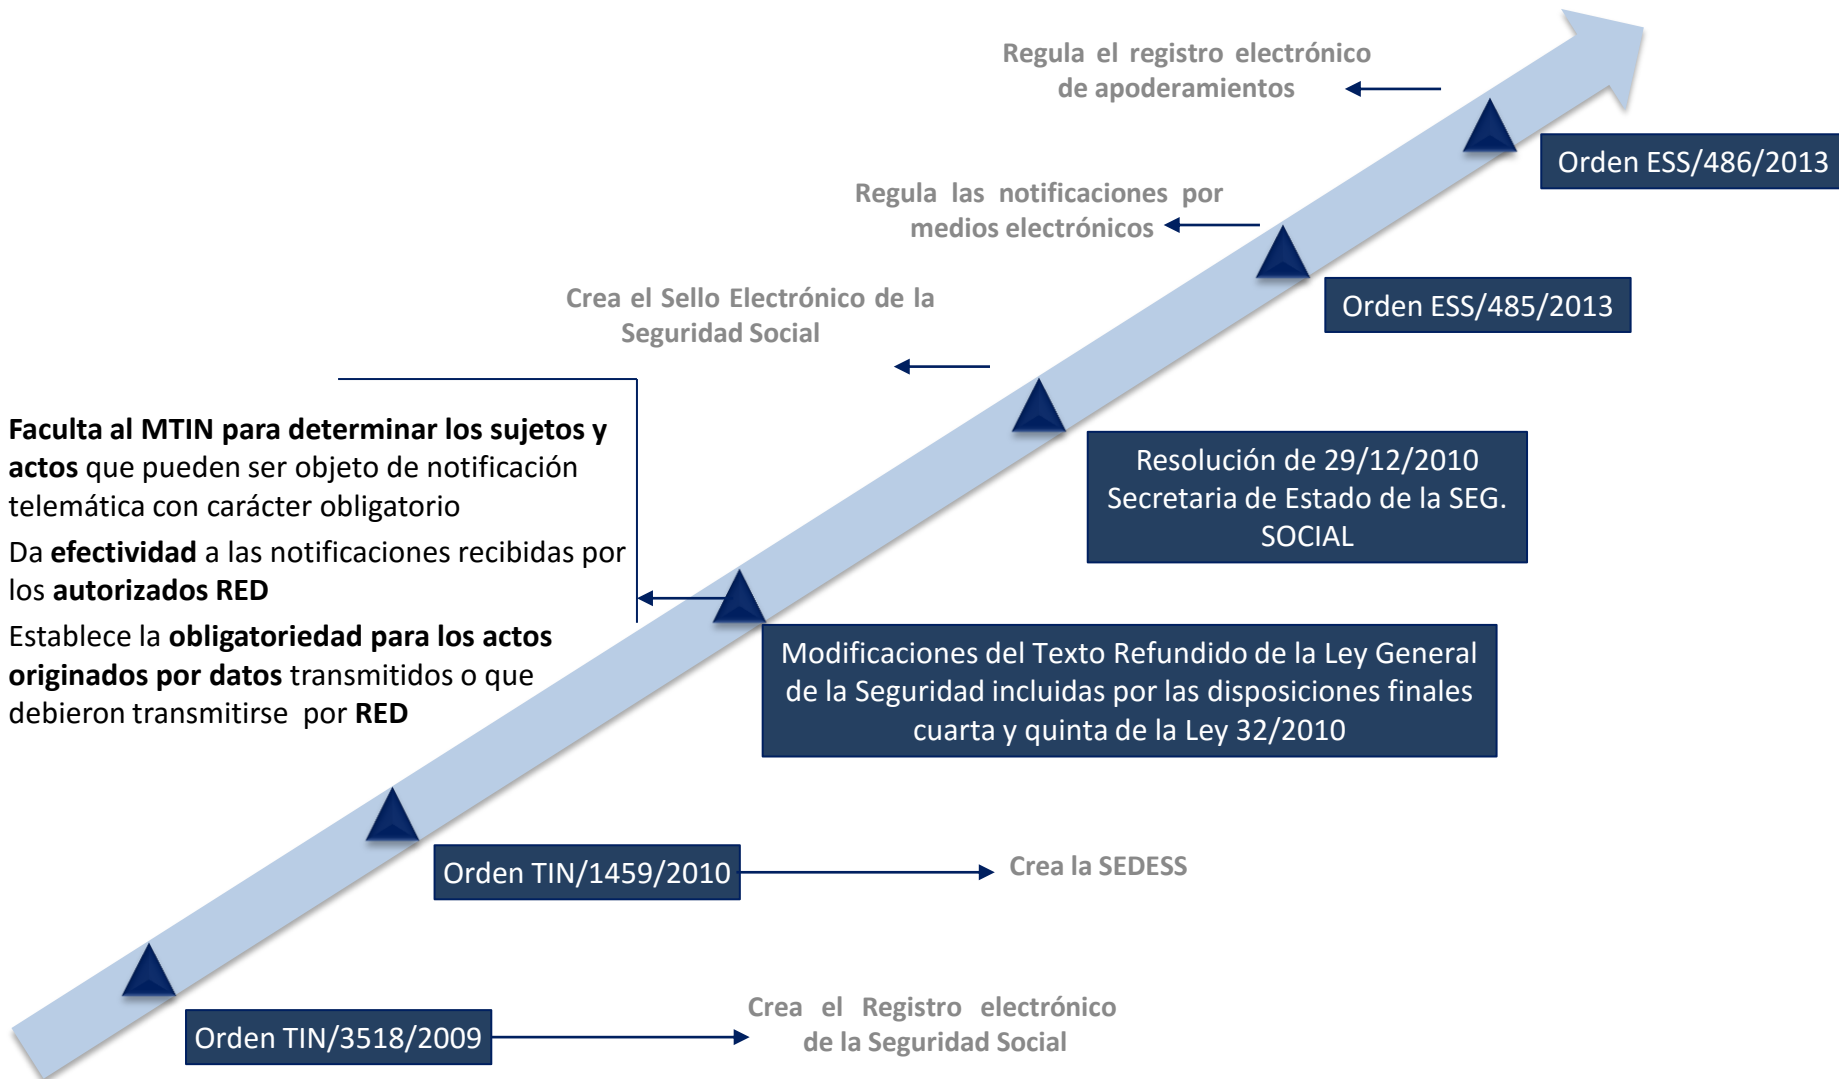 Regula el registro electrónico
de apoderamientos
Orden ESS/486/2013
Regula las notificaciones por
medios electrónicos
Orden ESS/485/2013
Crea el Sello Electrónico de la
Seguridad Social
Resolución de 29/12/2010
Secretaria de Estado de la SEG.
SOCIAL
Faculta al MTIN para determinar los sujetos y
actos que pueden ser objeto de notificación
telemática con carácter obligatorio
Da efectividad a las notificaciones recibidas por
los autorizados RED
Establece la obligatoriedad para los actos
originados por datos transmitidos o que
debieron transmitirse por RED
Modificaciones del Texto Refundido de la Ley General
de la Seguridad incluidas por las disposiciones finales
cuarta y quinta de la Ley 32/2010
Orden TIN/1459/2010
Crea la SEDESS
Orden TIN/3518/2009
Crea el Registro electrónico
de la Seguridad Social